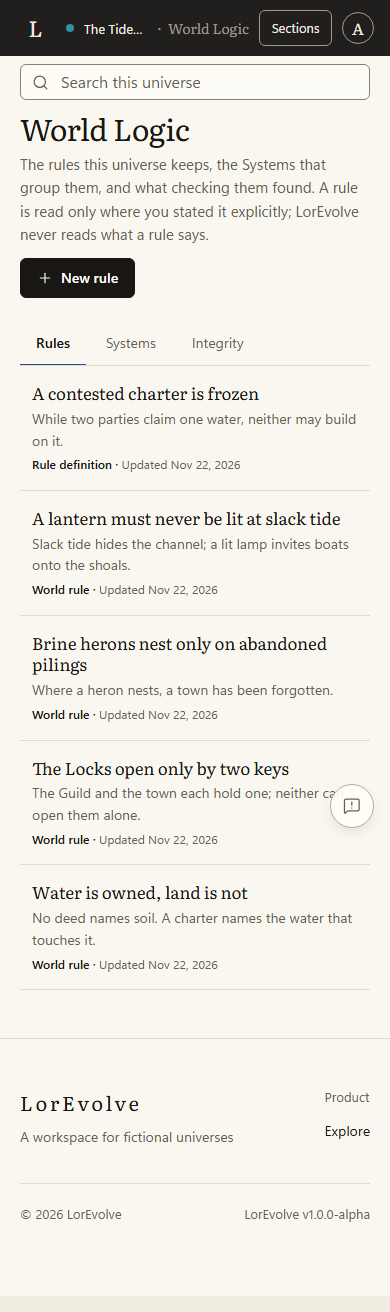 L The Tide... · World Logic Sections A
Search this universe
World Logic
The rules this universe keeps, the Systems that
group them, and what checking them found. A rule
is read only where you stated it explicitly; LorEvolve
never reads what a rule says.
+ New rule
Rules Systems Integrity
A contested charter is frozen
While two parties claim one water, neither may build
on it.
Rule definition · Updated Nov 22, 2026
A lantern must never be lit at slack tide
Slack tide hides the channel; a lit lamp invites boats
onto the shoals.
World rule · Updated Nov 22, 2026
Brine herons nest only on abandoned
pilings
Where a heron nests, a town has been forgotten.
World rule · Updated Nov 22, 2026
The Locks open only by two keys
The Guild and the town each hold one; neither
open them alone.
World rule · Updated Nov 22, 2026
Water is owned, land is not
No deed names soil. A charter names the water that
touches it.
World rule · Updated Nov 22, 2026
LorEvolve
A workspace for fictional universes
Product
Explore
© 2026 LorEvolve LorEvolve v1.0.0-alpha